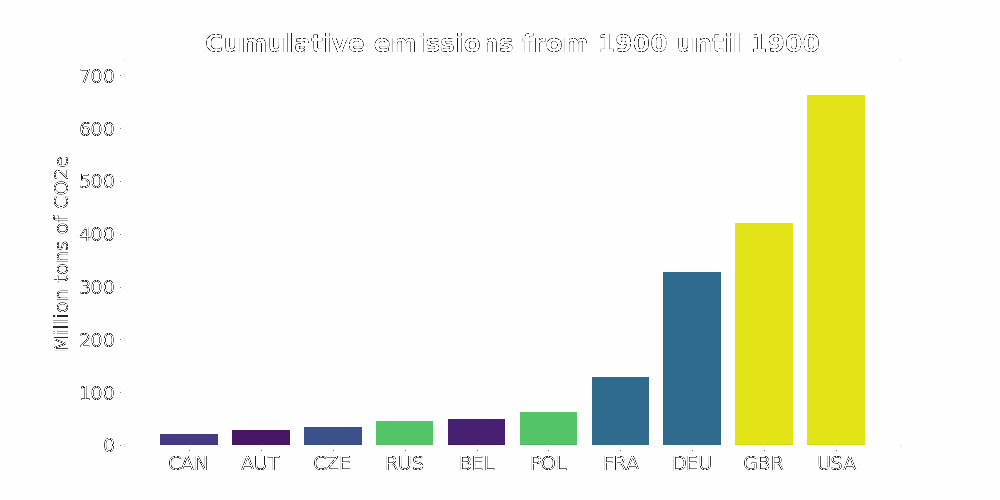 Cumulative emissions from 1900 until 1900
700
600
500
400
300
200
100
0
Million tons of CO2e
CAN AUT CZE RUS BEL POL FRA DEU GBR USA